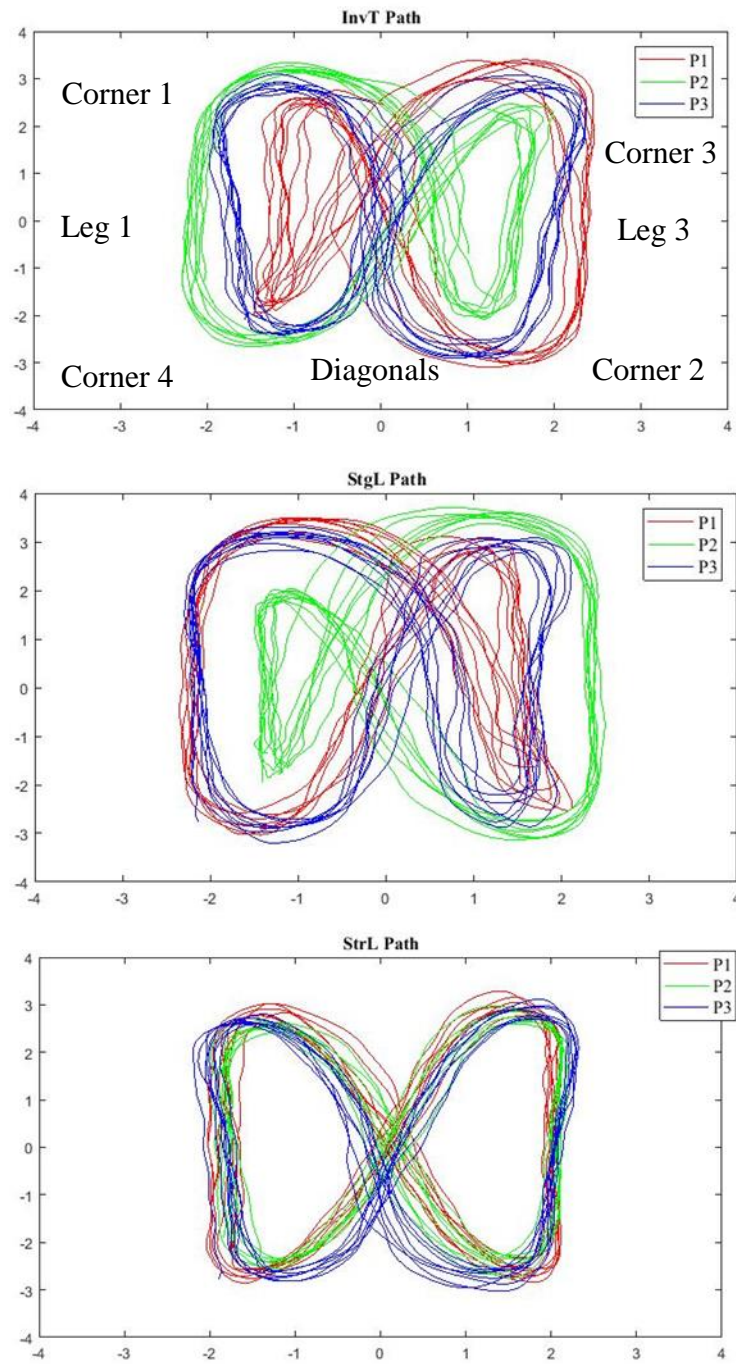 InvT Path
4
3
2
1
0
-1
-2
-3
-4
-4 -3 -2 -1 0 1 2 3 4
P1
P2
P3
Corner 1
Corner 3
Leg 1
Leg 3
Corner 4
Diagonals
Corner 2
StgL Path
4
3
2
1
0
-1
-2
-3
-4
-4 -3 -2 -1 0 1 2 3 4
P1
P2
P3
StrL Path
4
3
2
1
0
-1
-2
-3
-4
-4 -3 -2 -1 0 1 2 3 4
P1
P2
P3